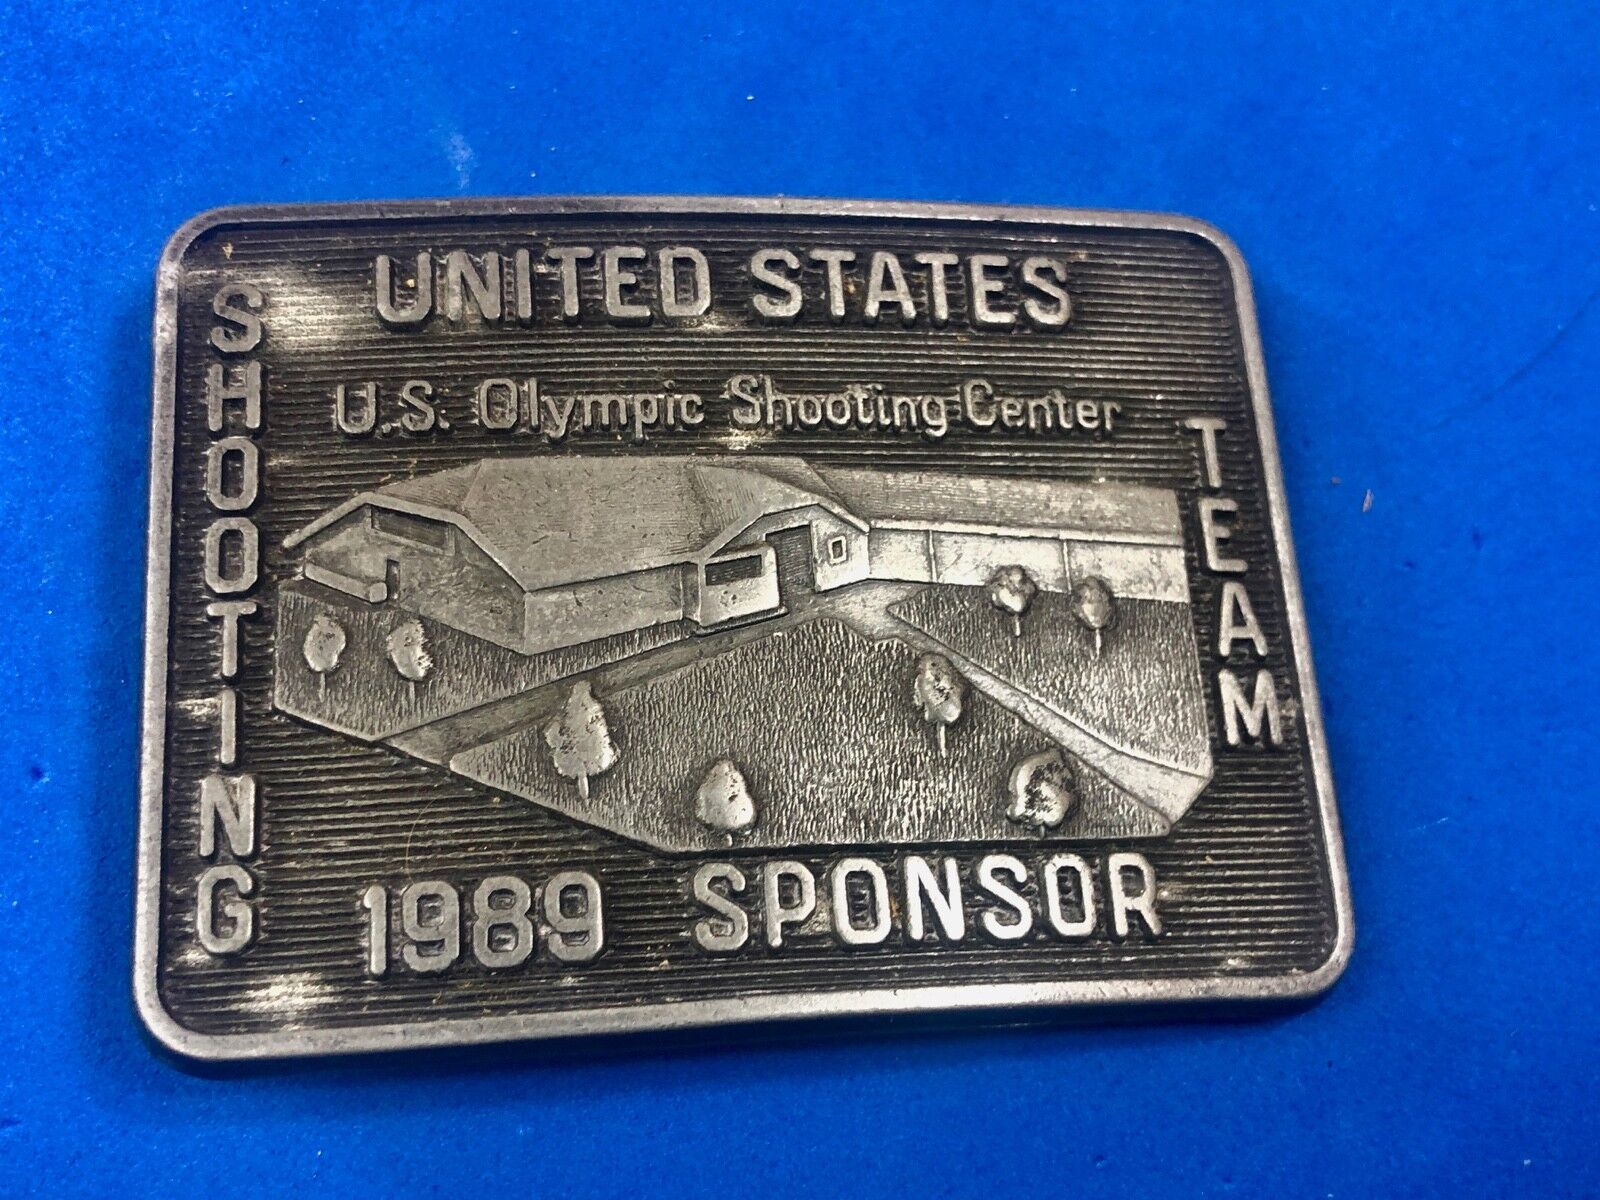 UNITED STATES
SHOOTING
TEAM
U.S. Olympic Shooting Center
1989 SPONSOR